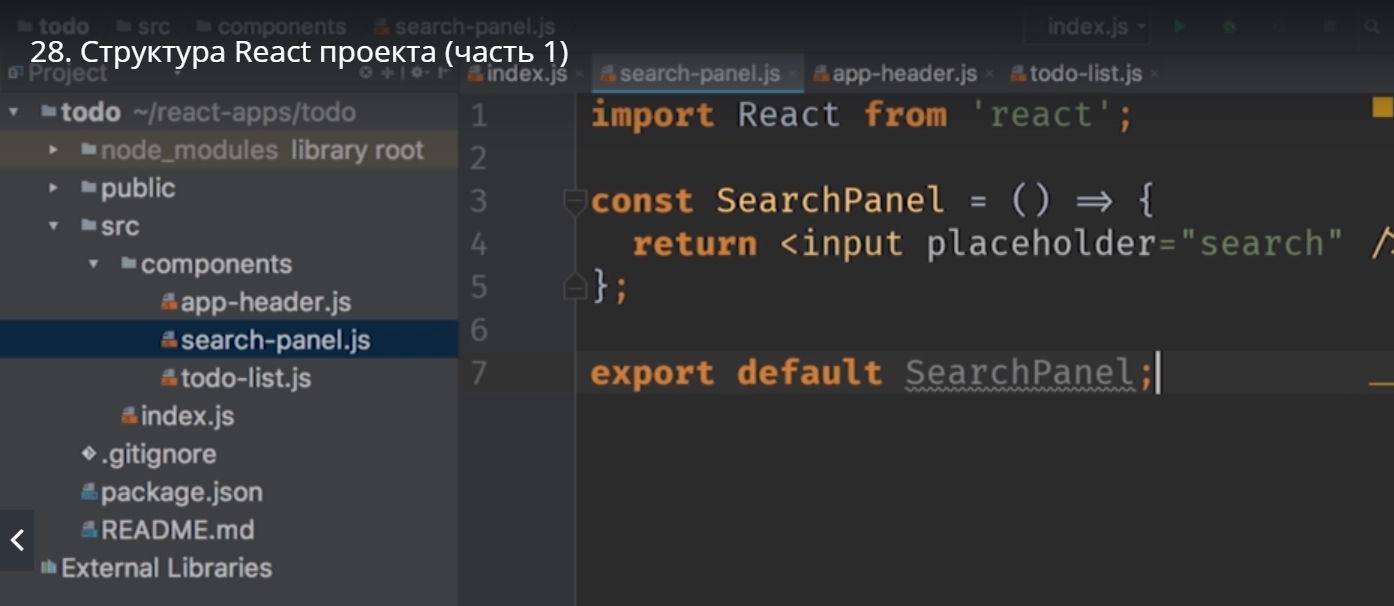 todo src components search-panel.js index.js
28. Структура React проекта (часть 1)
Project
index.js search-panel.js app-header.js todo-list.js
todo ~/react-apps/todo
node_modules library root
public
src
components
app-header.js
search-panel.js
todo-list.js
index.js
.gitignore
package.json
README.md
External Libraries
1 import React from 'react';
2
3 const SearchPanel = () => {
4 return <input placeholder="search" /
5 };
6
7 export default SearchPanel;